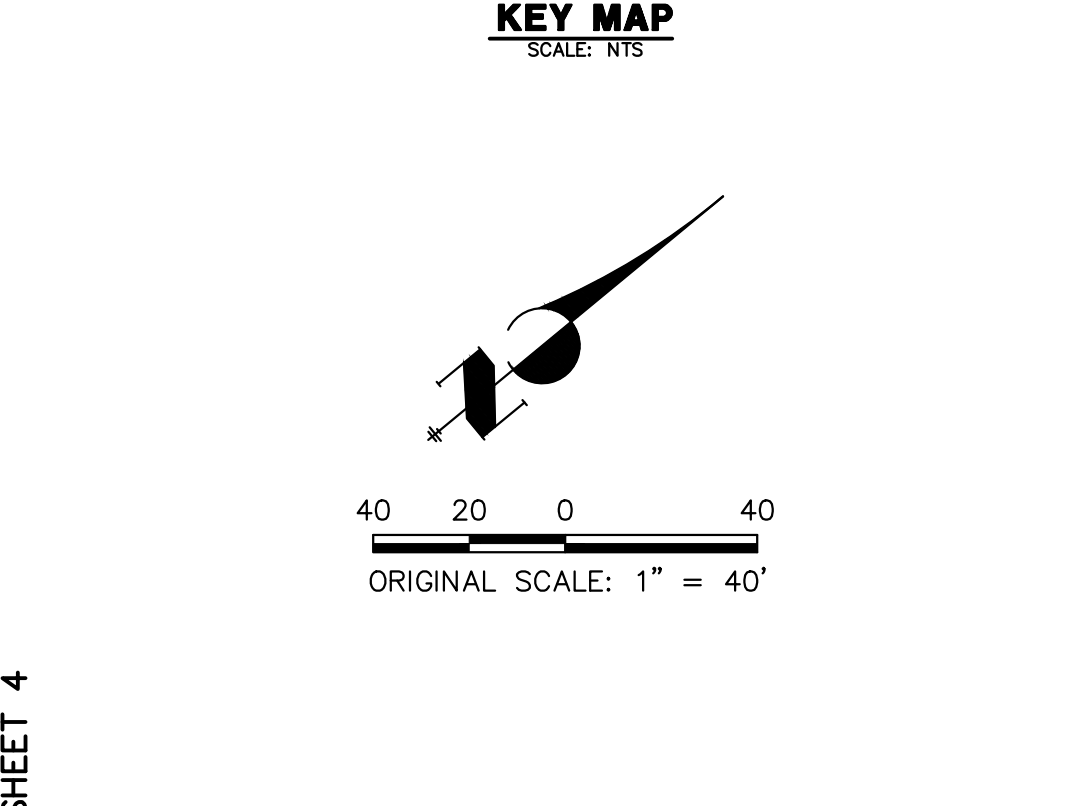 KEY MAP
SCALE: NTS
N
40 20 0 40
ORIGINAL SCALE: 1" = 40'
SHEET 4